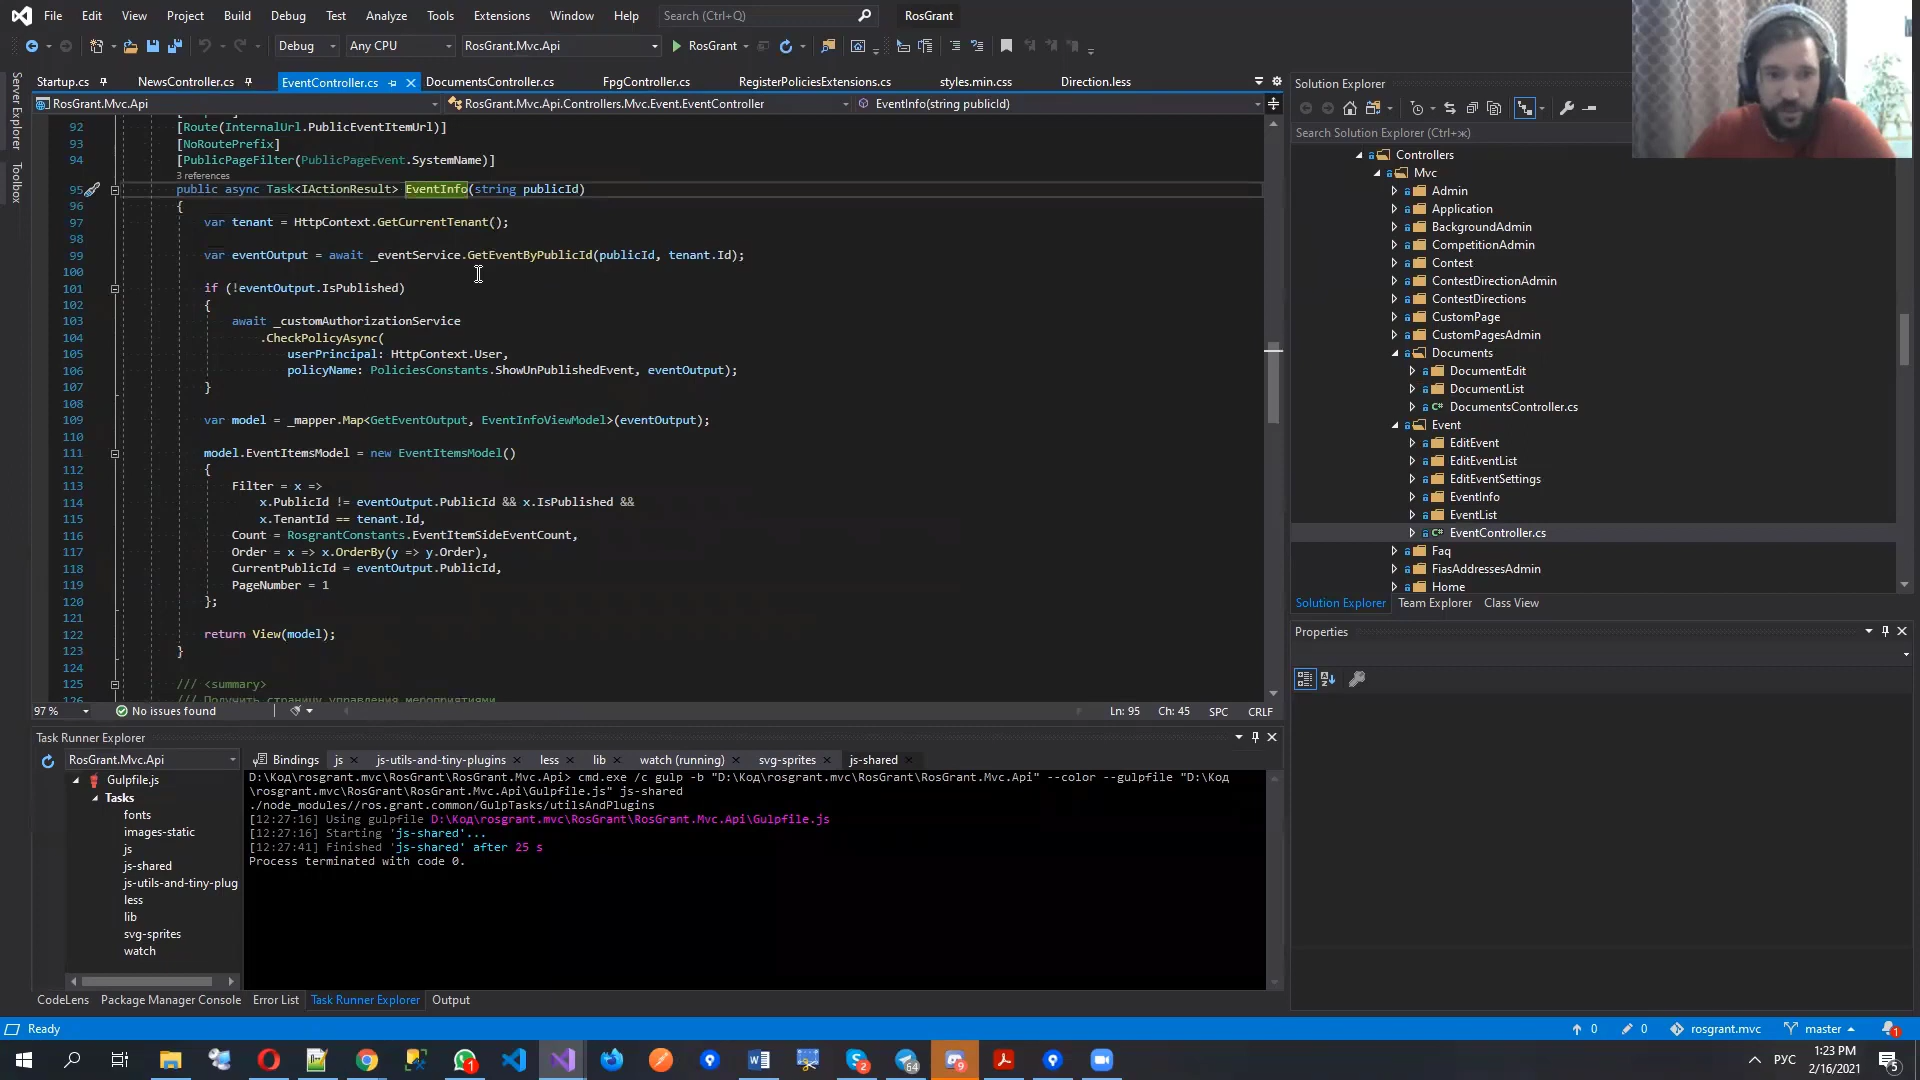 File Edit View Project Build Debug Test Analyze Tools Extensions Window Help Search (Ctrl+Q) RosGrant
Debug Any CPU RosGrant.Mvc.Api RosGrant
Server Explorer
Toolbox
Startup.cs NewsController.cs EventController.cs DocumentsController.cs FpgController.cs RegisterPoliciesExtensions.cs styles.min.css Direction.less
RosGrant.Mvc.Api RosGrant.Mvc.Api.Controllers.Mvc.Event.EventController EventInfo(string publicId)
92 [Route(InternalUrl.PublicEventItemUrl)]
93 [NoRoutePrefix]
94 [PublicPageFilter(PublicPageEvent.SystemName)]
3 references
95 public async Task<IActionResult> EventInfo(string publicId)
96 {
97 var tenant = HttpContext.GetCurrentTenant();
98
99 var eventOutput = await _eventService.GetEventByPublicId(publicId, tenant.Id);
100
101 if (!eventOutput.IsPublished)
102 {
103 await _customAuthorizationService
104 .CheckPolicyAsync(
105 userPrincipal: HttpContext.User,
106 policyName: PoliciesConstants.ShowUnPublishedEvent, eventOutput);
107 }
108
109 var model = _mapper.Map<GetEventOutput, EventInfoViewModel>(eventOutput);
110
111 model.EventItemsModel = new EventItemsModel()
112 {
113 Filter = x =>
114 x.PublicId != eventOutput.PublicId && x.IsPublished &&
115 x.TenantId == tenant.Id,
116 Count = RosgrantConstants.EventItemSideEventCount,
117 Order = x => x.OrderBy(y => y.Order),
118 CurrentPublicId = eventOutput.PublicId,
119 PageNumber = 1
120 };
121
122 return View(model);
123 }
124
125 /// <summary>
126 /// Получить страницу управления мероприятиями
97 % No issues found Ln: 95 Ch: 45 SPC CRLF
Solution Explorer
Search Solution Explorer (Ctrl+ж)
Controllers
Mvc
Admin
Application
BackgroundAdmin
CompetitionAdmin
Contest
ContestDirectionAdmin
ContestDirections
CustomPage
CustomPagesAdmin
Documents
DocumentEdit
DocumentList
C# DocumentsController.cs
Event
EditEvent
EditEventList
EditEventSettings
EventInfo
EventList
C# EventController.cs
Faq
FiasAddressesAdmin
Home
Solution Explorer Team Explorer Class View
Properties
Task Runner Explorer
RosGrant.Mvc.Api
Gulpfile.js
Tasks
fonts
images-static
js
js-shared
js-utils-and-tiny-plug
less
lib
svg-sprites
watch
Bindings js js-utils-and-tiny-plugins less lib watch (running) svg-sprites js-shared
D:\Код\rosgrant.mvc\RosGrant\RosGrant.Mvc.Api> cmd.exe /c gulp -b "D:\Код\rosgrant.mvc\RosGrant\RosGrant.Mvc.Api" --color --gulpfile "D:\Код
\rosgrant.mvc\RosGrant\RosGrant.Mvc.Api\Gulpfile.js" js-shared
./node_modules//ros.grant.common/GulpTasks/utilsAndPlugins
[12:27:16] Using gulpfile D:\Код\rosgrant.mvc\RosGrant\RosGrant.Mvc.Api\Gulpfile.js
[12:27:16] Starting 'js-shared'...
[12:27:41] Finished 'js-shared' after 25 s
Process terminated with code 0.
CodeLens Package Manager Console Error List Task Runner Explorer Output
Ready 0 0 rosgrant.mvc master 1
РУС 1:23 PM
2/16/2021